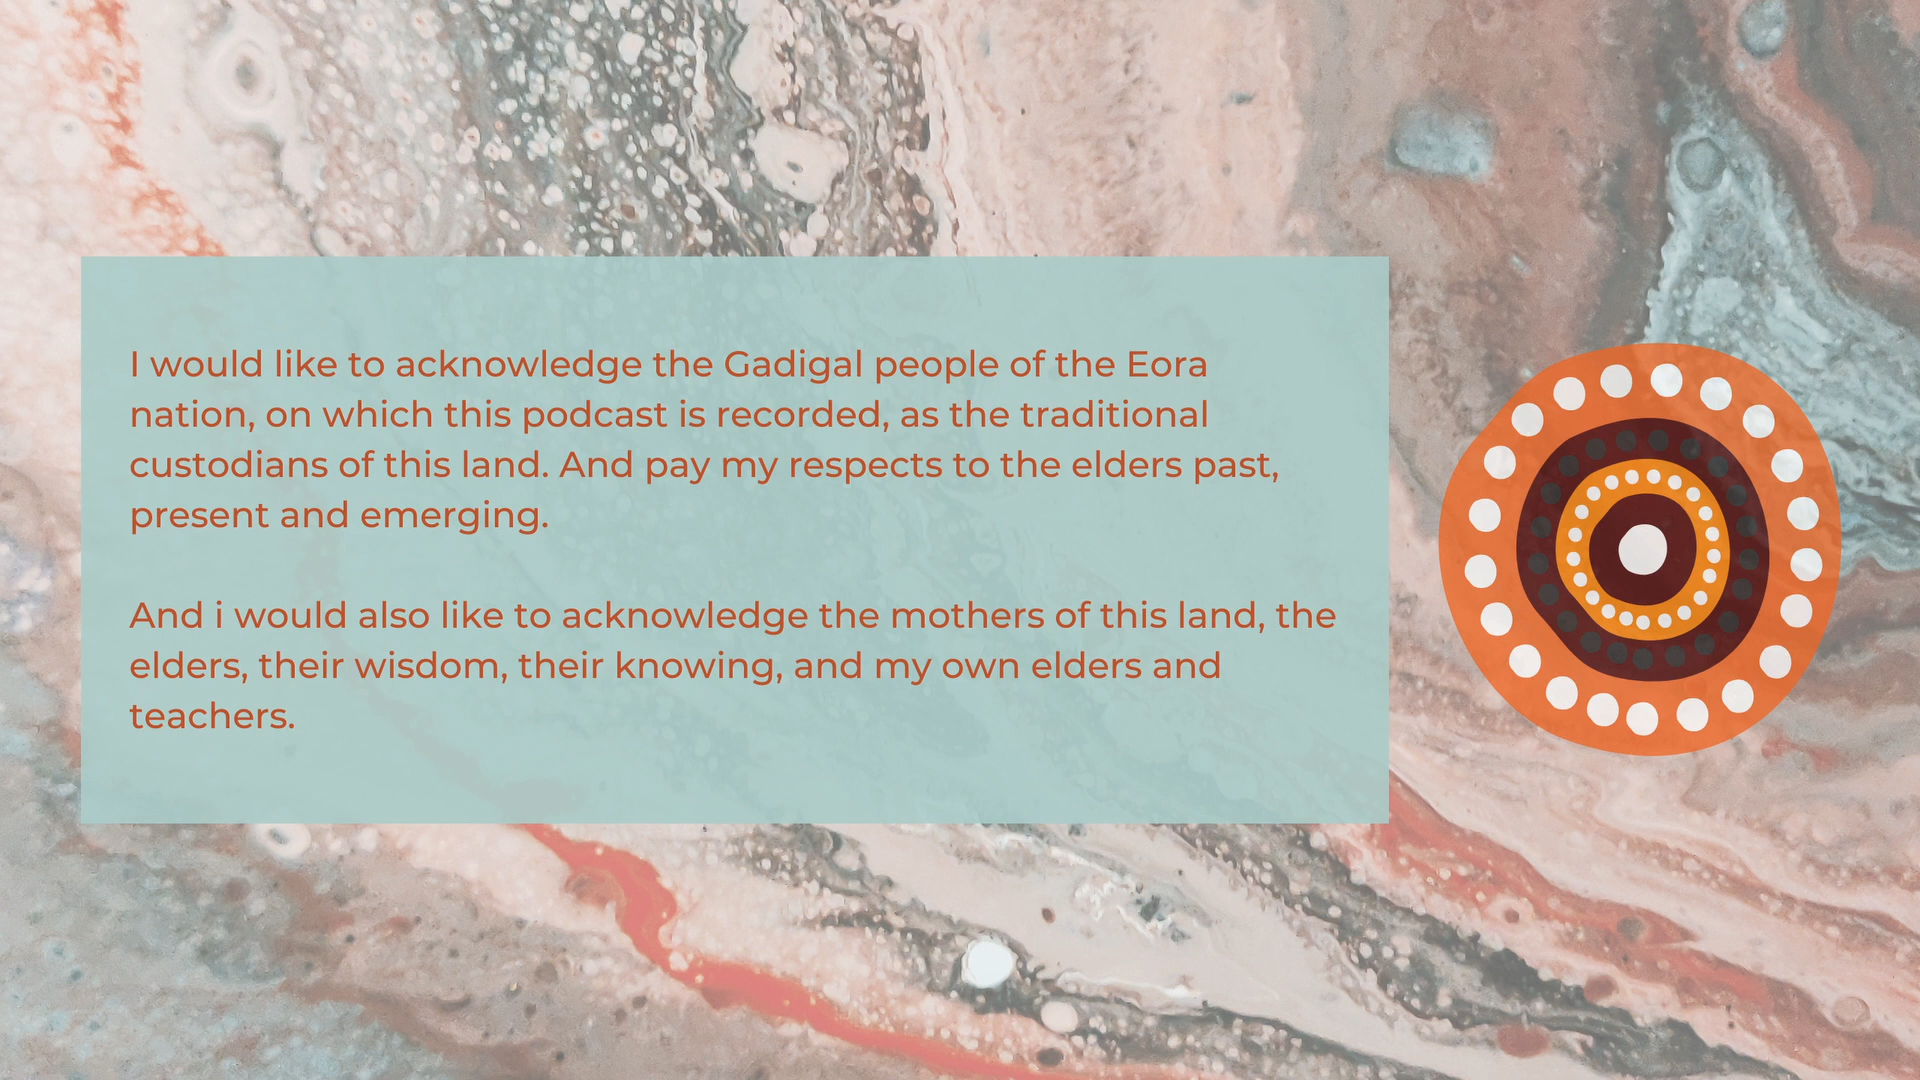 I would like to acknowledge the Gadigal people of the Eora
nation, on which this podcast is recorded, as the traditional
custodians of this land. And pay my respects to the elders past,
present and emerging.
And i would also like to acknowledge the mothers of this land, the
elders, their wisdom, their knowing, and my own elders and
teachers.